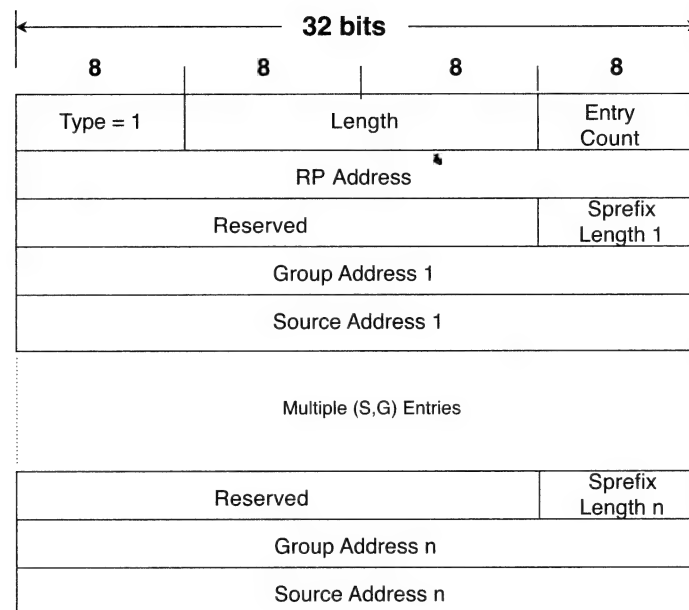 32 bits
8 8 8 8
Type = 1 Length Entry
Count
RP Address
Reserved Sprefix
Length 1
Group Address 1
Source Address 1
Multiple (S,G) Entries
Reserved Sprefix
Length n
Group Address n
Source Address n